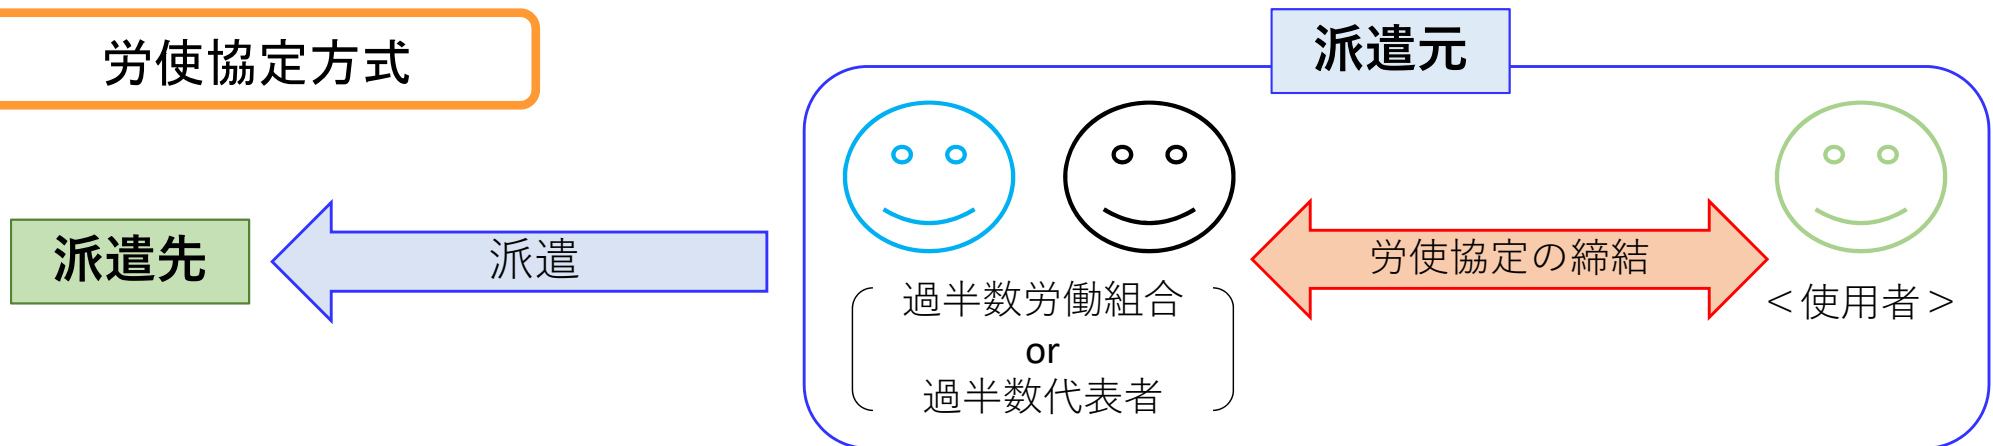 労使協定方式
派遣元
派遣先
派遣
労使協定の締結
過半数労働組合
or
過半数代表者
＜使用者＞